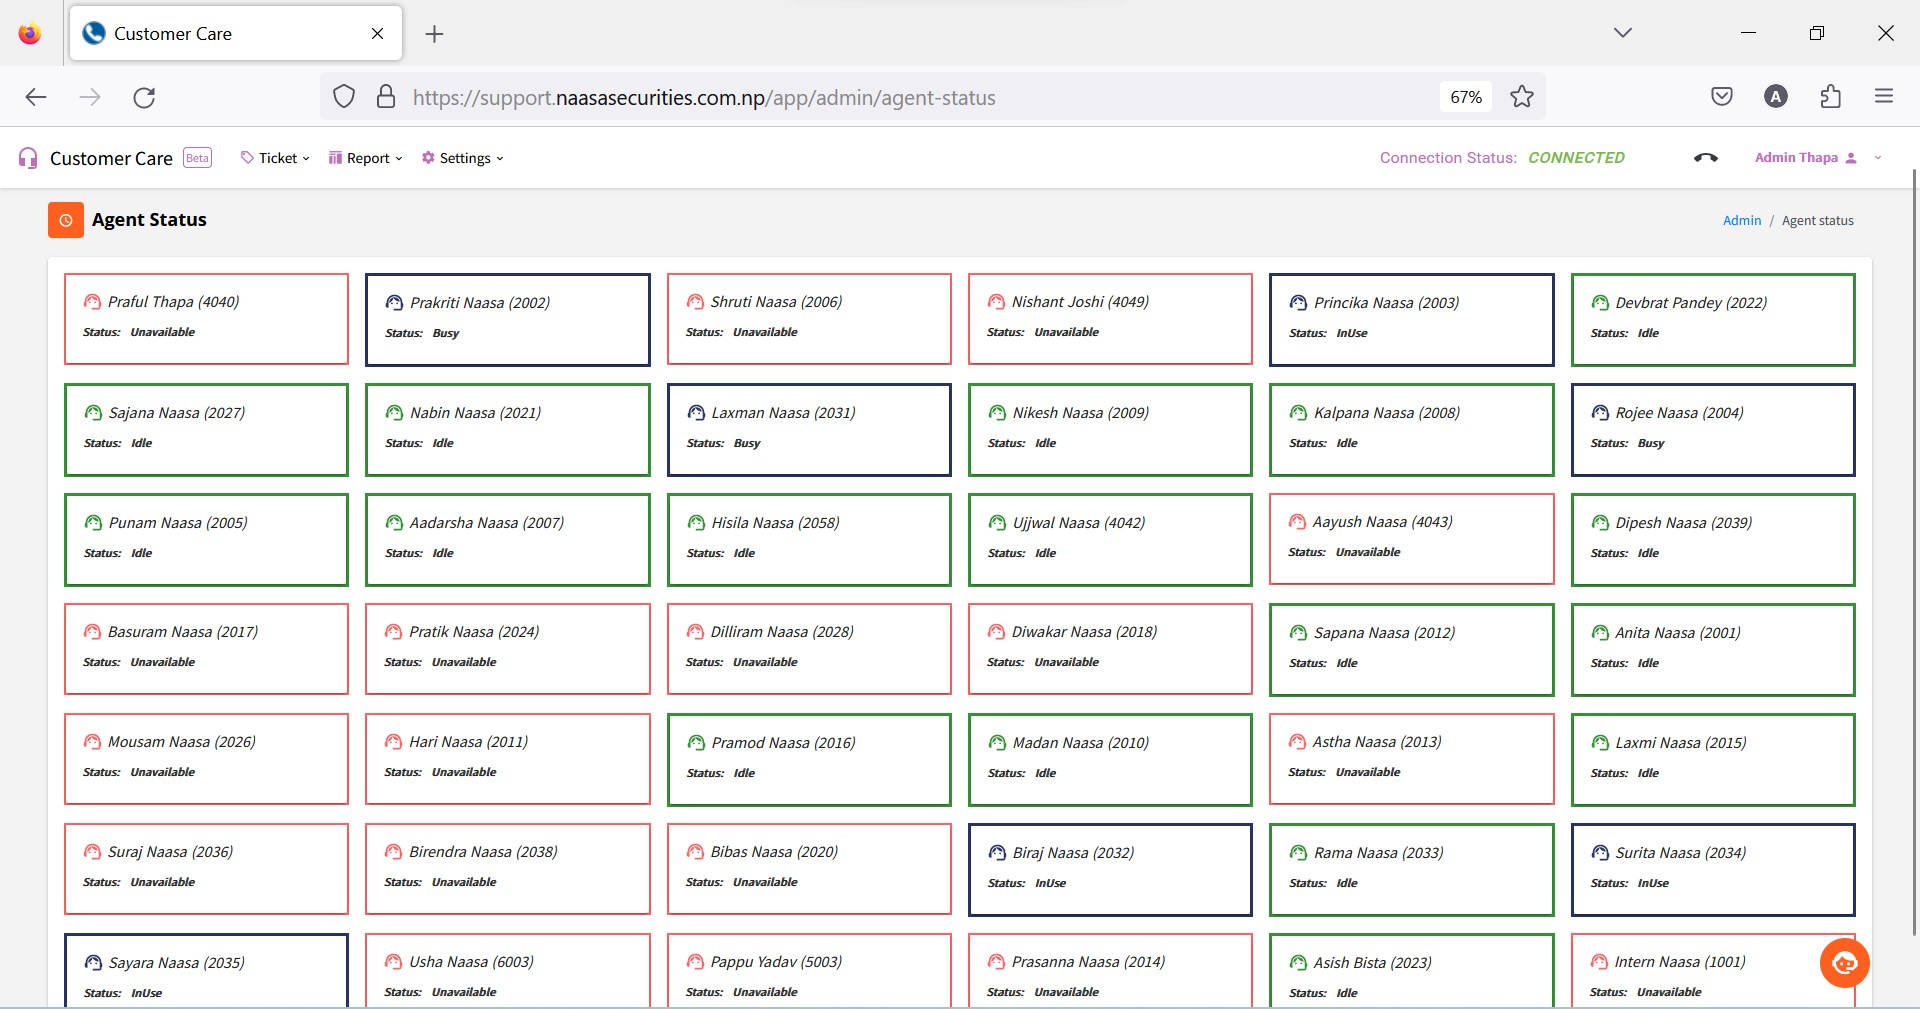 Customer Care
https://support.naasasecurities.com.np/app/admin/agent-status
67%
A
Customer Care Beta Ticket Report Settings Connection Status: CONNECTED Admin Thapa
Agent Status
Admin / Agent status
Praful Thapa (4040)
Status: Unavailable
Prakriti Naasa (2002)
Status: Busy
Shruti Naasa (2006)
Status: Unavailable
Nishant Joshi (4049)
Status: Unavailable
Princika Naasa (2003)
Status: InUse
Devbrat Pandey (2022)
Status: Idle
Sajana Naasa (2027)
Status: Idle
Nabin Naasa (2021)
Status: Idle
Laxman Naasa (2031)
Status: Busy
Nikesh Naasa (2009)
Status: Idle
Kalpana Naasa (2008)
Status: Idle
Rojee Naasa (2004)
Status: Busy
Punam Naasa (2005)
Status: Idle
Aadarsha Naasa (2007)
Status: Idle
Hisila Naasa (2058)
Status: Idle
Ujjwal Naasa (4042)
Status: Idle
Aayush Naasa (4043)
Status: Unavailable
Dipesh Naasa (2039)
Status: Idle
Basuram Naasa (2017)
Status: Unavailable
Pratik Naasa (2024)
Status: Unavailable
Dilliram Naasa (2028)
Status: Unavailable
Diwakar Naasa (2018)
Status: Unavailable
Sapana Naasa (2012)
Status: Idle
Anita Naasa (2001)
Status: Idle
Mousam Naasa (2026)
Status: Unavailable
Hari Naasa (2011)
Status: Unavailable
Pramod Naasa (2016)
Status: Idle
Madan Naasa (2010)
Status: Idle
Astha Naasa (2013)
Status: Unavailable
Laxmi Naasa (2015)
Status: Idle
Suraj Naasa (2036)
Status: Unavailable
Birendra Naasa (2038)
Status: Unavailable
Bibas Naasa (2020)
Status: Unavailable
Biraj Naasa (2032)
Status: InUse
Rama Naasa (2033)
Status: Idle
Surita Naasa (2034)
Status: InUse
Sayara Naasa (2035)
Status: InUse
Usha Naasa (6003)
Status: Unavailable
Pappu Yadav (5003)
Status: Unavailable
Prasanna Naasa (2014)
Status: Unavailable
Asish Bista (2023)
Status: Idle
Intern Naasa (1001)
Status: Unavailable